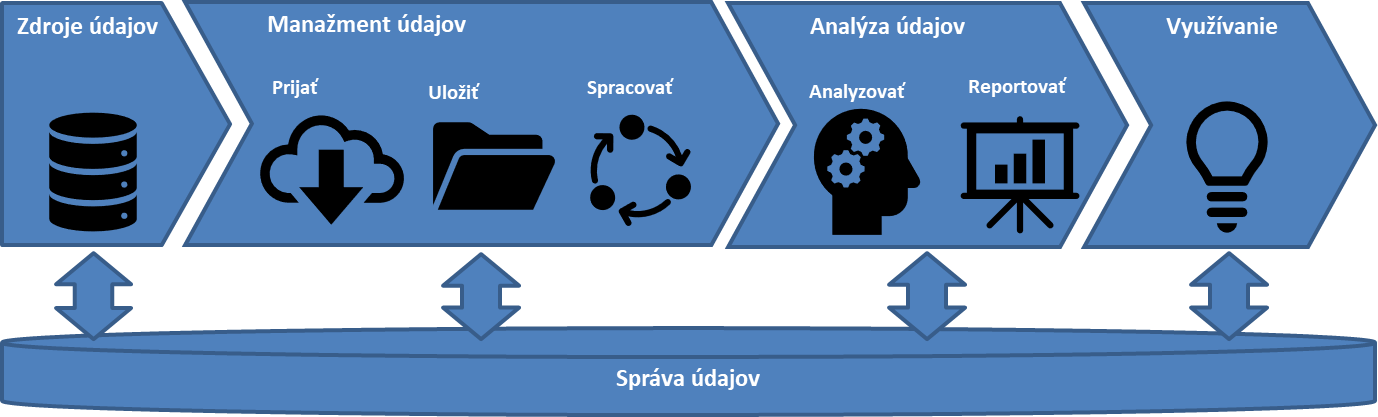 Zdroje údajov
Manažment údajov
Analýza údajov
Využívanie
Prijať
Uložiť
Spracovať
Analyzovať
Reportovať
Správa údajov